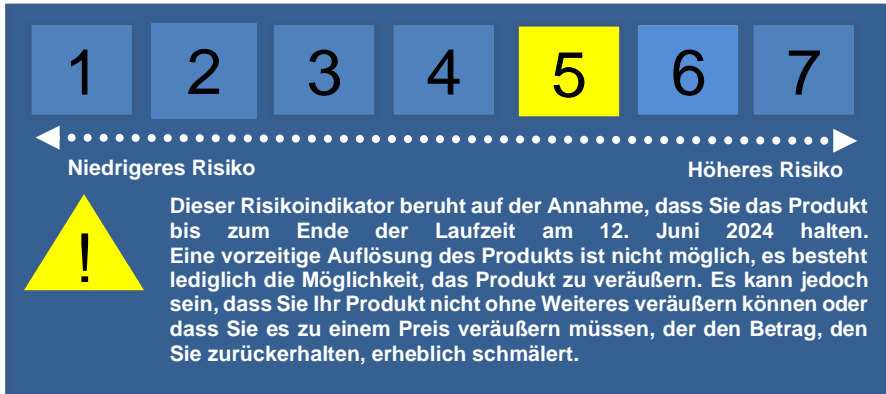 1 2 3 4 5 6 7
Niedrigeres Risiko Höheres Risiko
!
Dieser Risikoindikator beruht auf der Annahme, dass Sie das Produkt
bis zum Ende der Laufzeit am 12. Juni 2024 halten.
Eine vorzeitige Auflösung des Produkts ist nicht möglich, es besteht
lediglich die Möglichkeit, das Produkt zu veräußern. Es kann jedoch
sein, dass Sie Ihr Produkt nicht ohne Weiteres veräußern können oder
dass Sie es zu einem Preis veräußern müssen, der den Betrag, den
Sie zurückerhalten, erheblich schmälert.